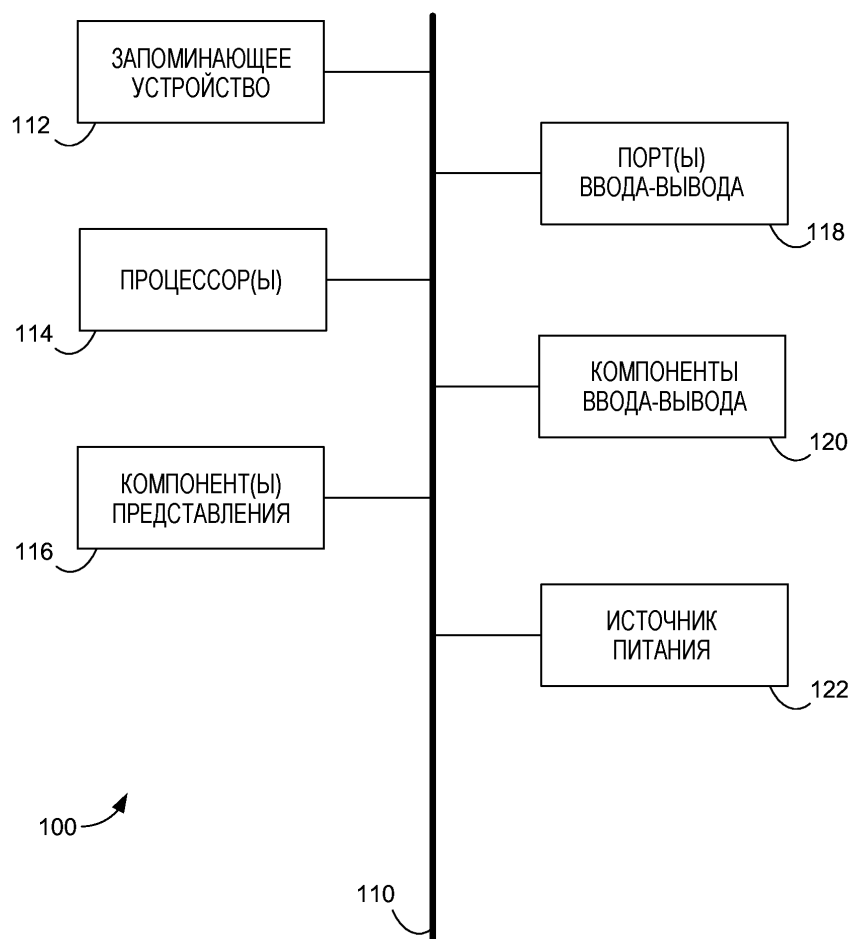 ЗАПОМИНАЮЩЕЕ
УСТРОЙСТВО
112
ПОРТ(Ы)
ВВОДА-ВЫВОДА
118
ПРОЦЕССОР(Ы)
114
КОМПОНЕНТЫ
ВВОДА-ВЫВОДА
120
КОМПОНЕНТ(Ы)
ПРЕДСТАВЛЕНИЯ
116
ИСТОЧНИК
ПИТАНИЯ
122
100
110